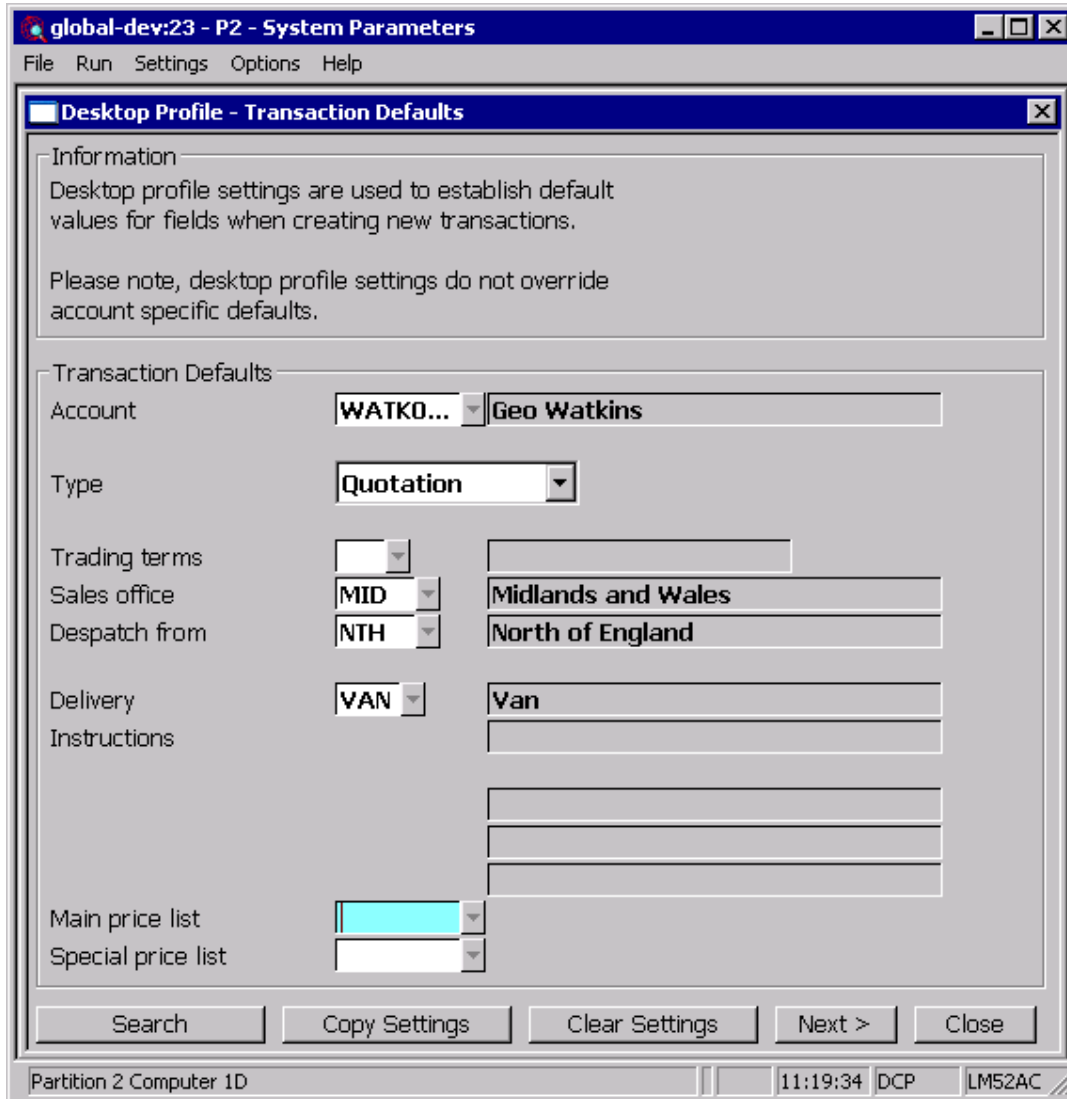 global-dev:23 - P2 - System Parameters
File Run Settings Options Help
Desktop Profile - Transaction Defaults
Information
Desktop profile settings are used to establish default
values for fields when creating new transactions.
Please note, desktop profile settings do not override
account specific defaults.
Transaction Defaults
Account WATKO... Geo Watkins
Type Quotation
Trading terms
Sales office MID Midlands and Wales
Despatch from NTH North of England
Delivery VAN Van
Instructions
Main price list
Special price list
Search Copy Settings Clear Settings Next > Close
Partition 2 Computer 1D 11:19:34 DCP LM52AC